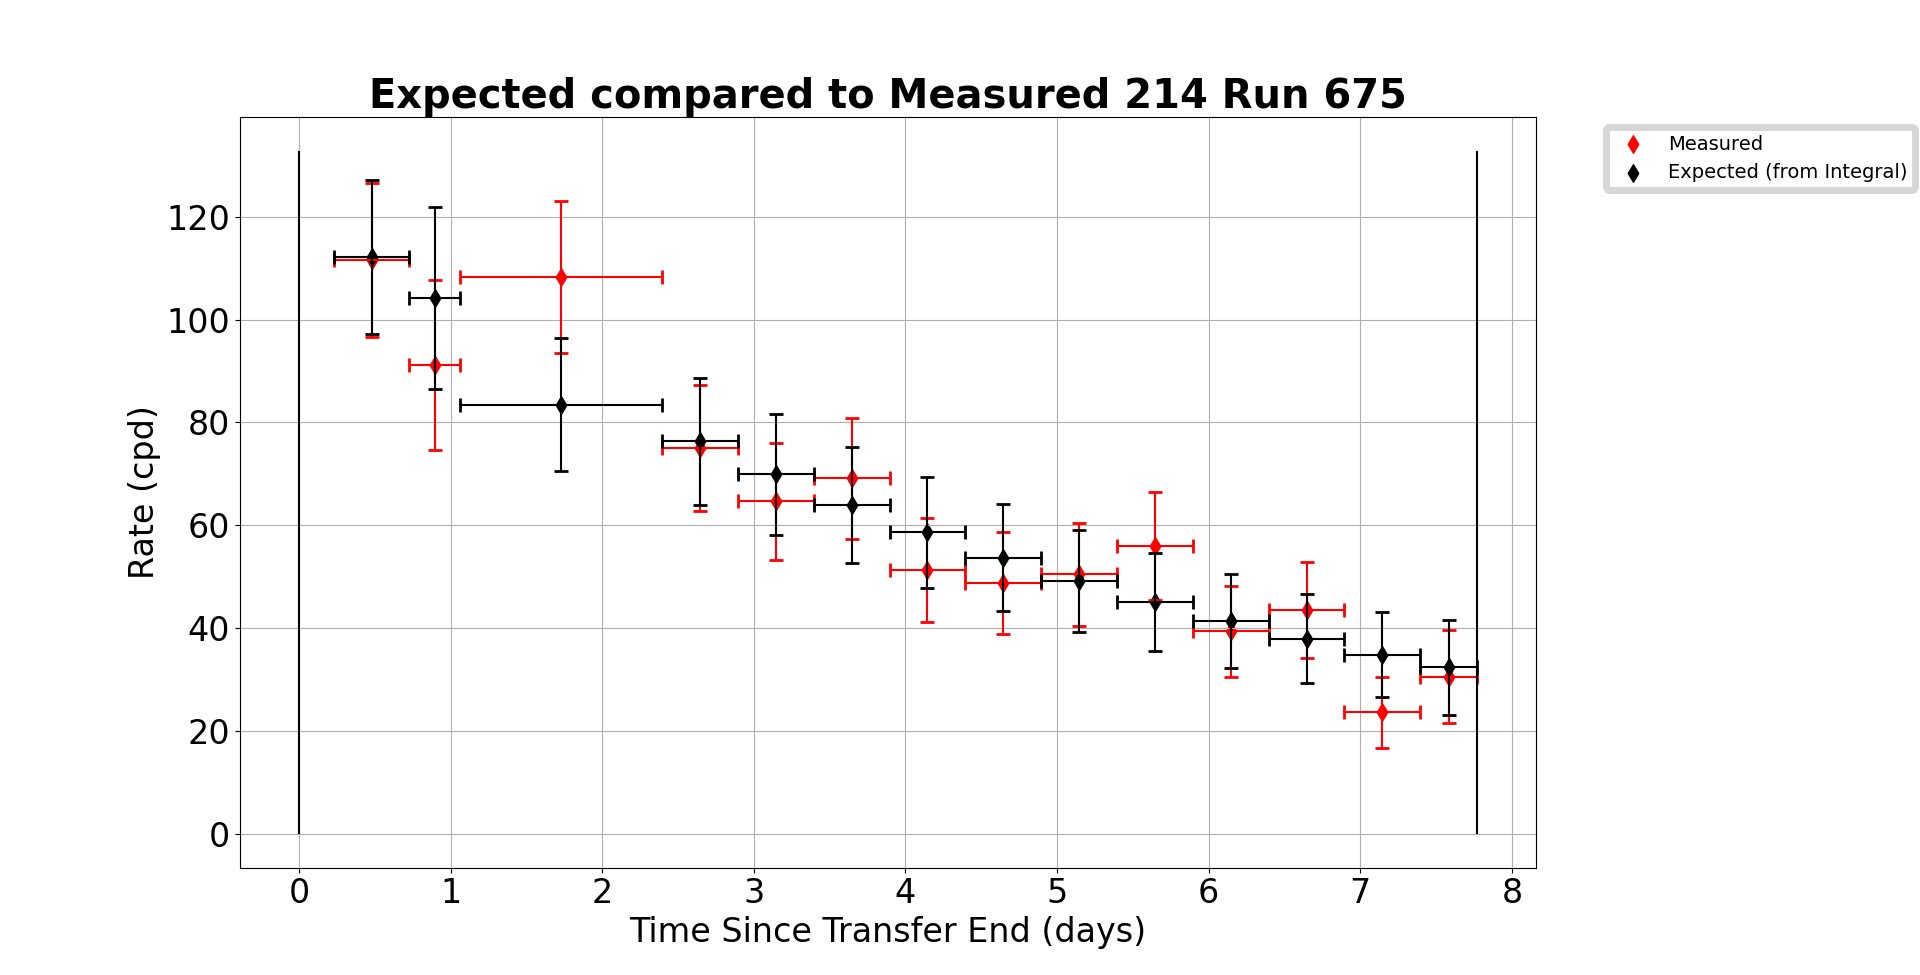 Expected compared to Measured 214 Run 675
Measured
Expected (from Integral)
120
100
80
60
40
20
0
Rate (cpd)
0 1 2 3 4 5 6 7 8
Time Since Transfer End (days)